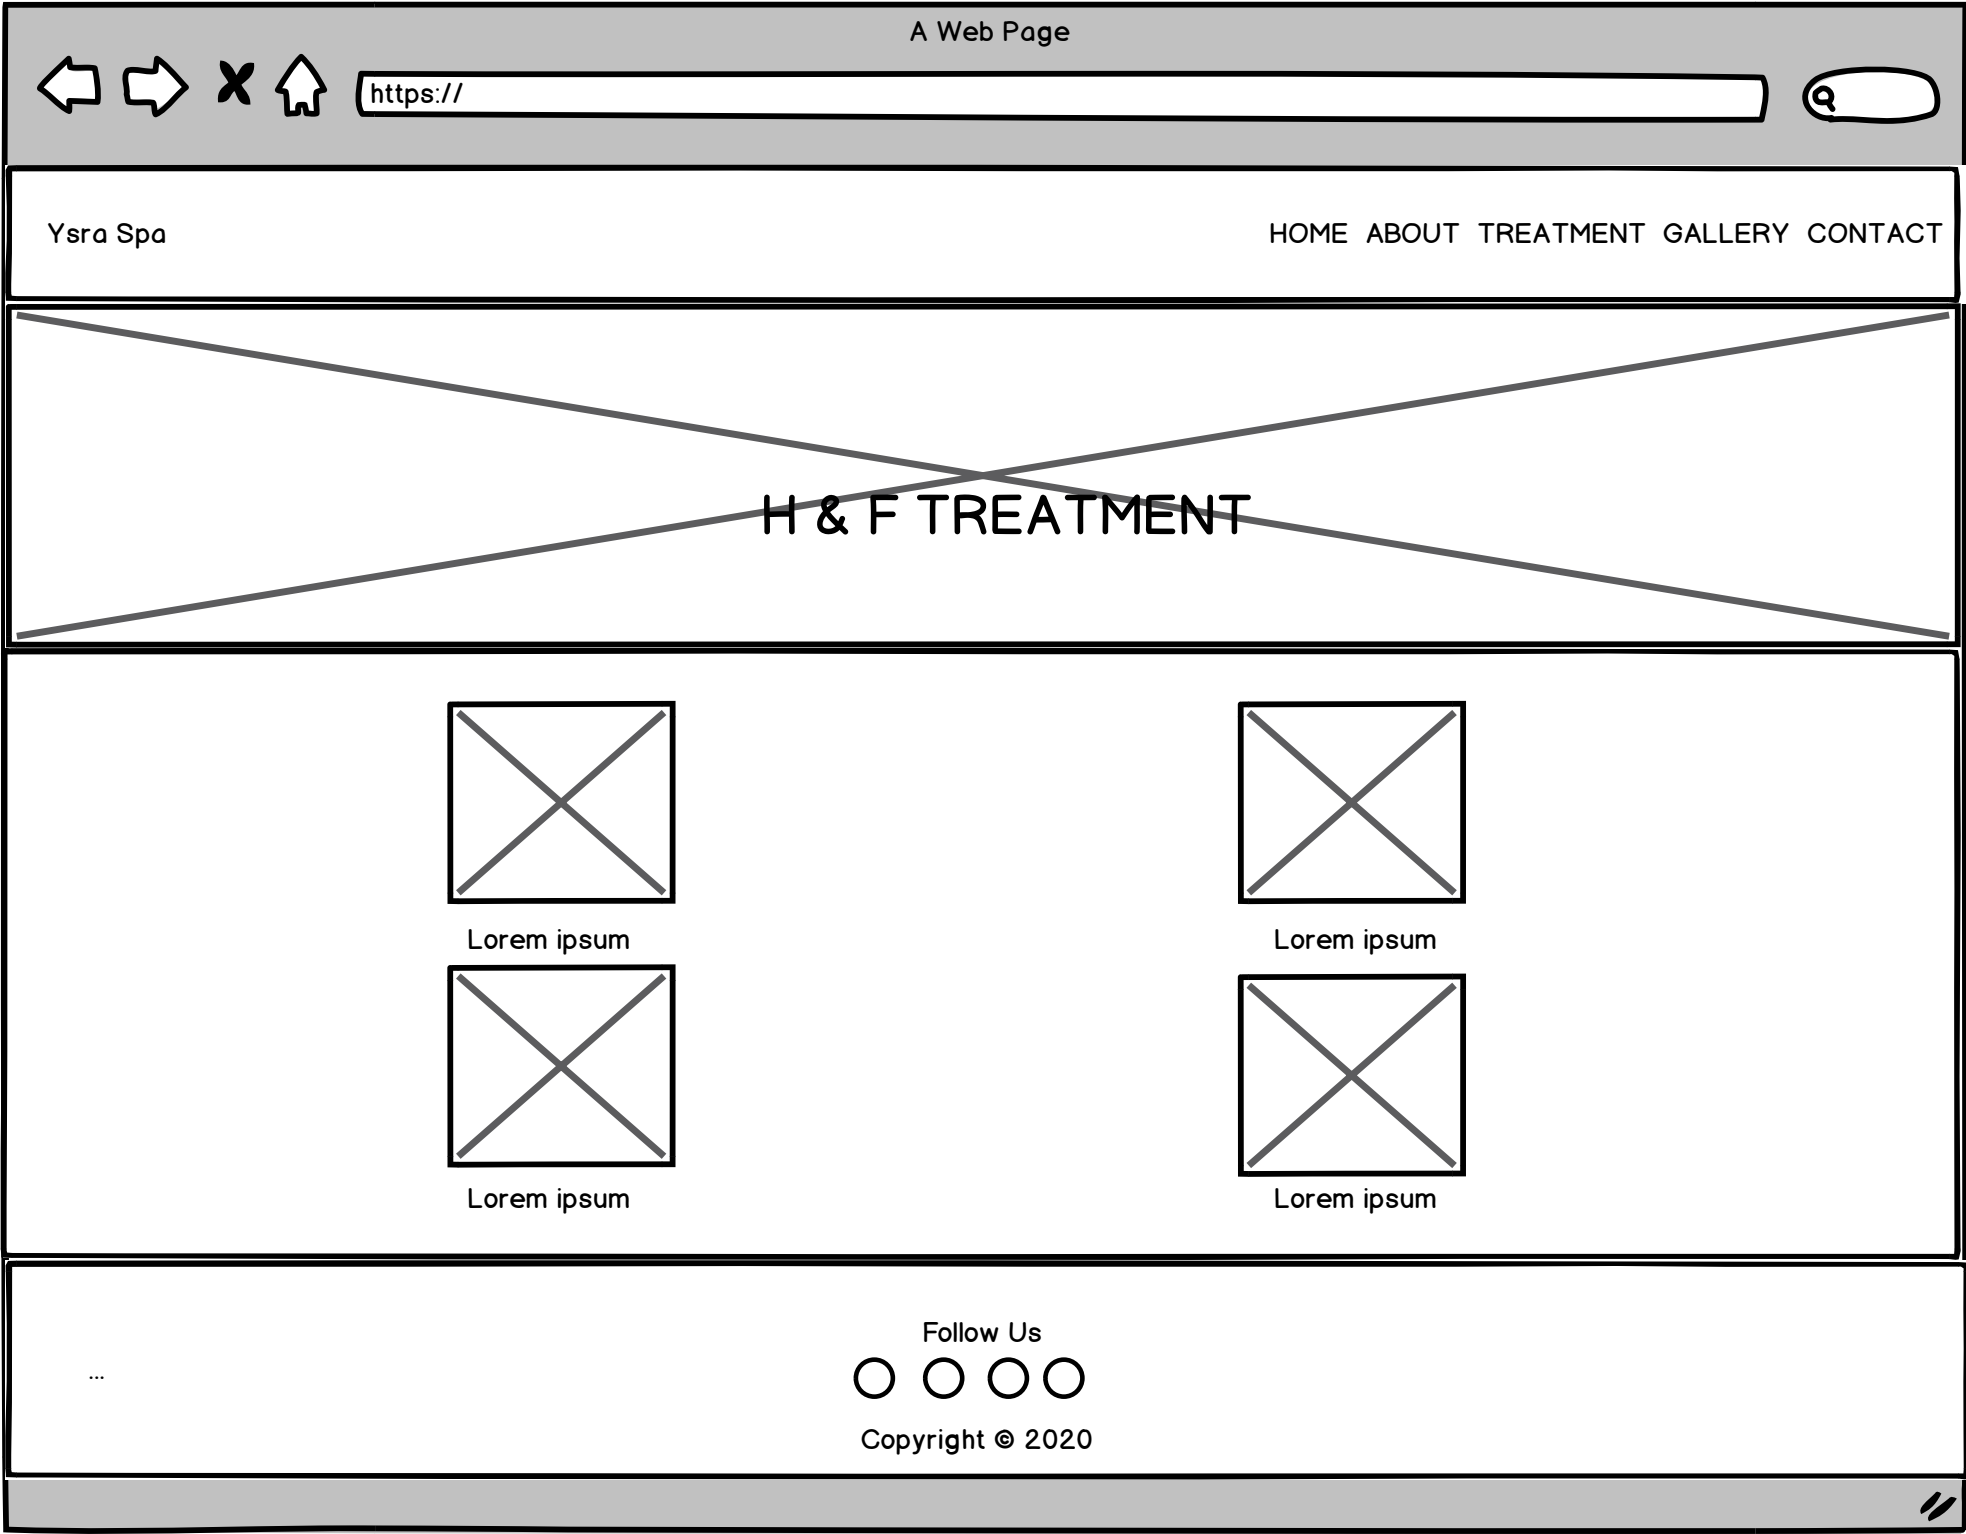 A Web Page
https://
Ysra Spa
HOME ABOUT TREATMENT GALLERY CONTACT
H & F TREATMENT
Lorem ipsum
Lorem ipsum
Lorem ipsum
Lorem ipsum
Follow Us
...
Copyright © 2020